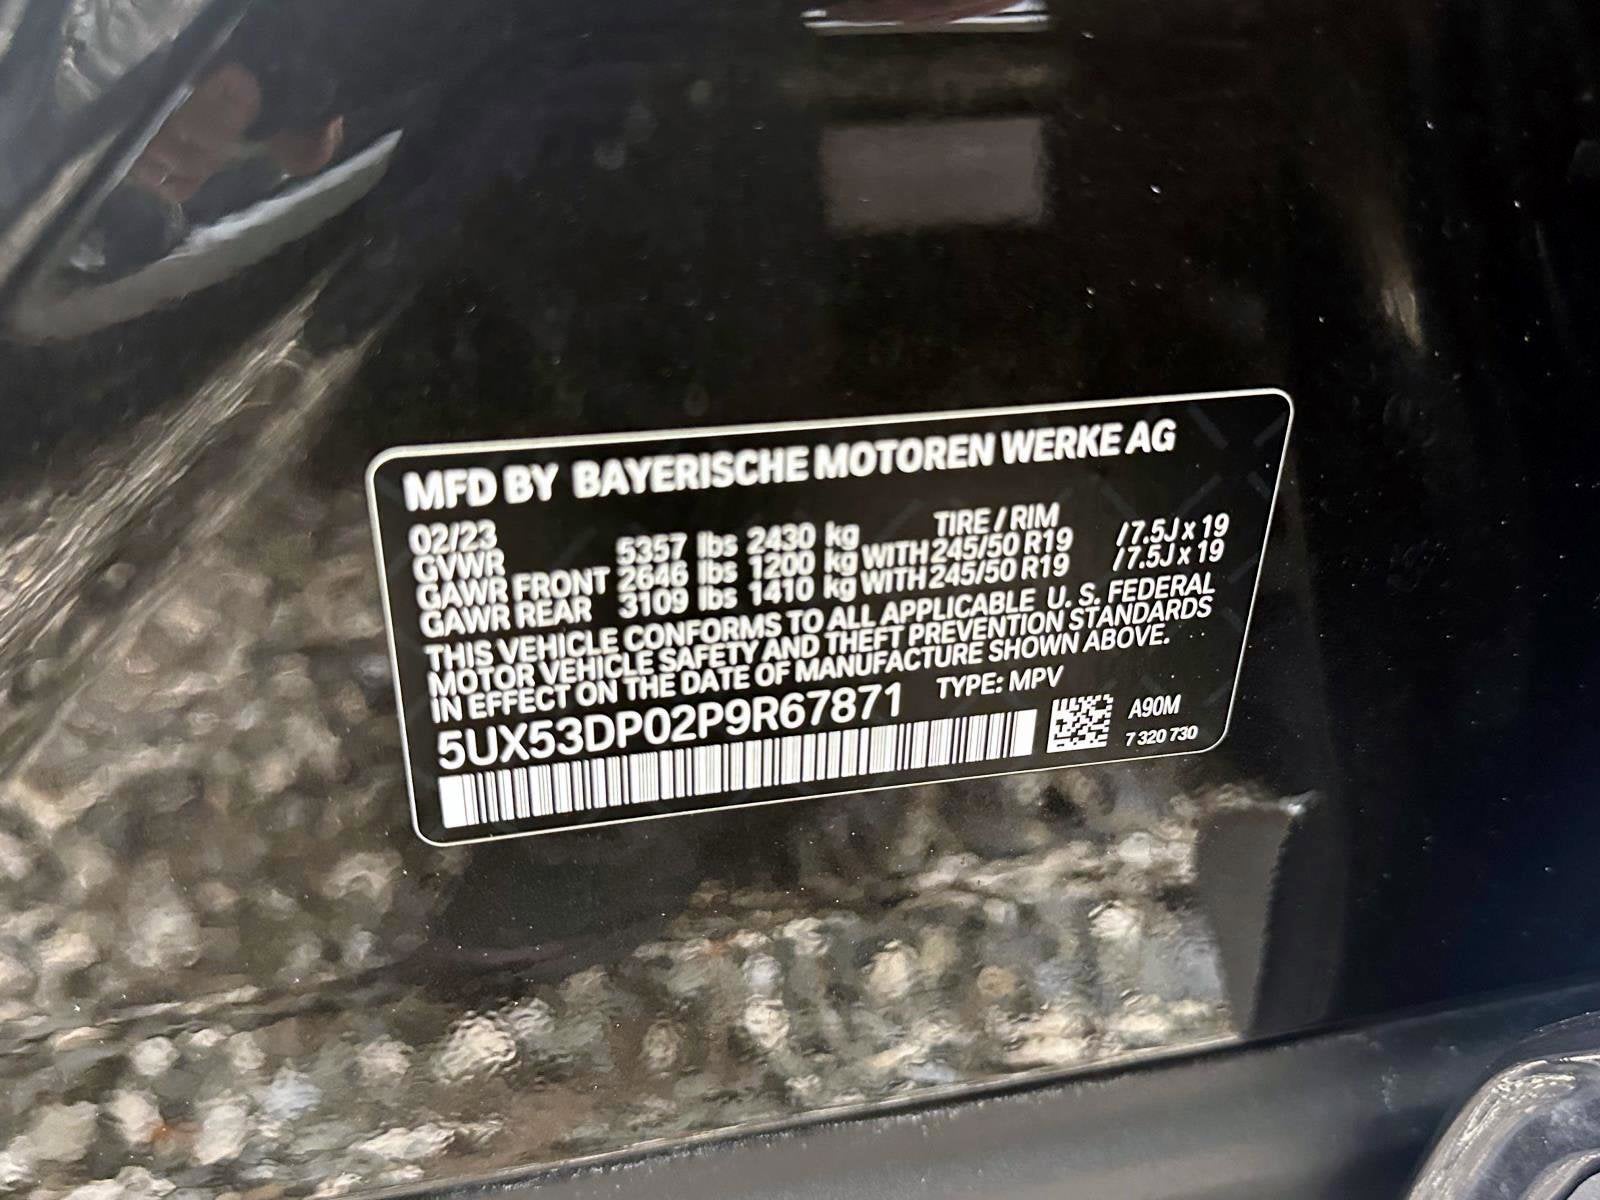 MFD BY BAYERISCHE MOTOREN WERKE AG
02/23 TIRE / RIM
GVWR 5357 lbs 2430 kg
GAWR FRONT 2646 lbs 1200 kg WITH 245/50 R19 /7.5J x 19
GAWR REAR 3109 lbs 1410 kg WITH 245/50 R19 /7.5J x 19
THIS VEHICLE CONFORMS TO ALL APPLICABLE U. S. FEDERAL
MOTOR VEHICLE SAFETY AND THEFT PREVENTION STANDARDS
IN EFFECT ON THE DATE OF MANUFACTURE SHOWN ABOVE.
5UX53DP02P9R67871 TYPE: MPV
A90M
7 320 730